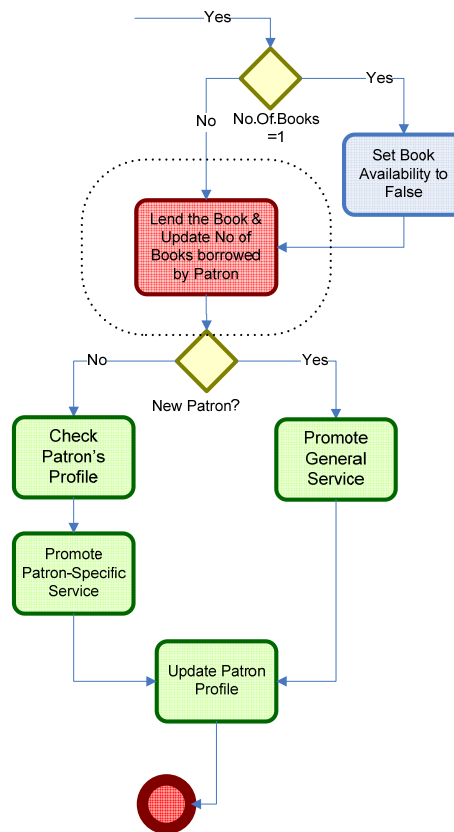 Yes
Yes
No
No.Of.Books
=1
Set Book
Availability to
False
Lend the Book &
Update No of
Books borrowed
by Patron
No
Yes
New Patron?
Check
Patron's
Profile
Promote
General
Service
Promote
Patron-Specific
Service
Update Patron
Profile